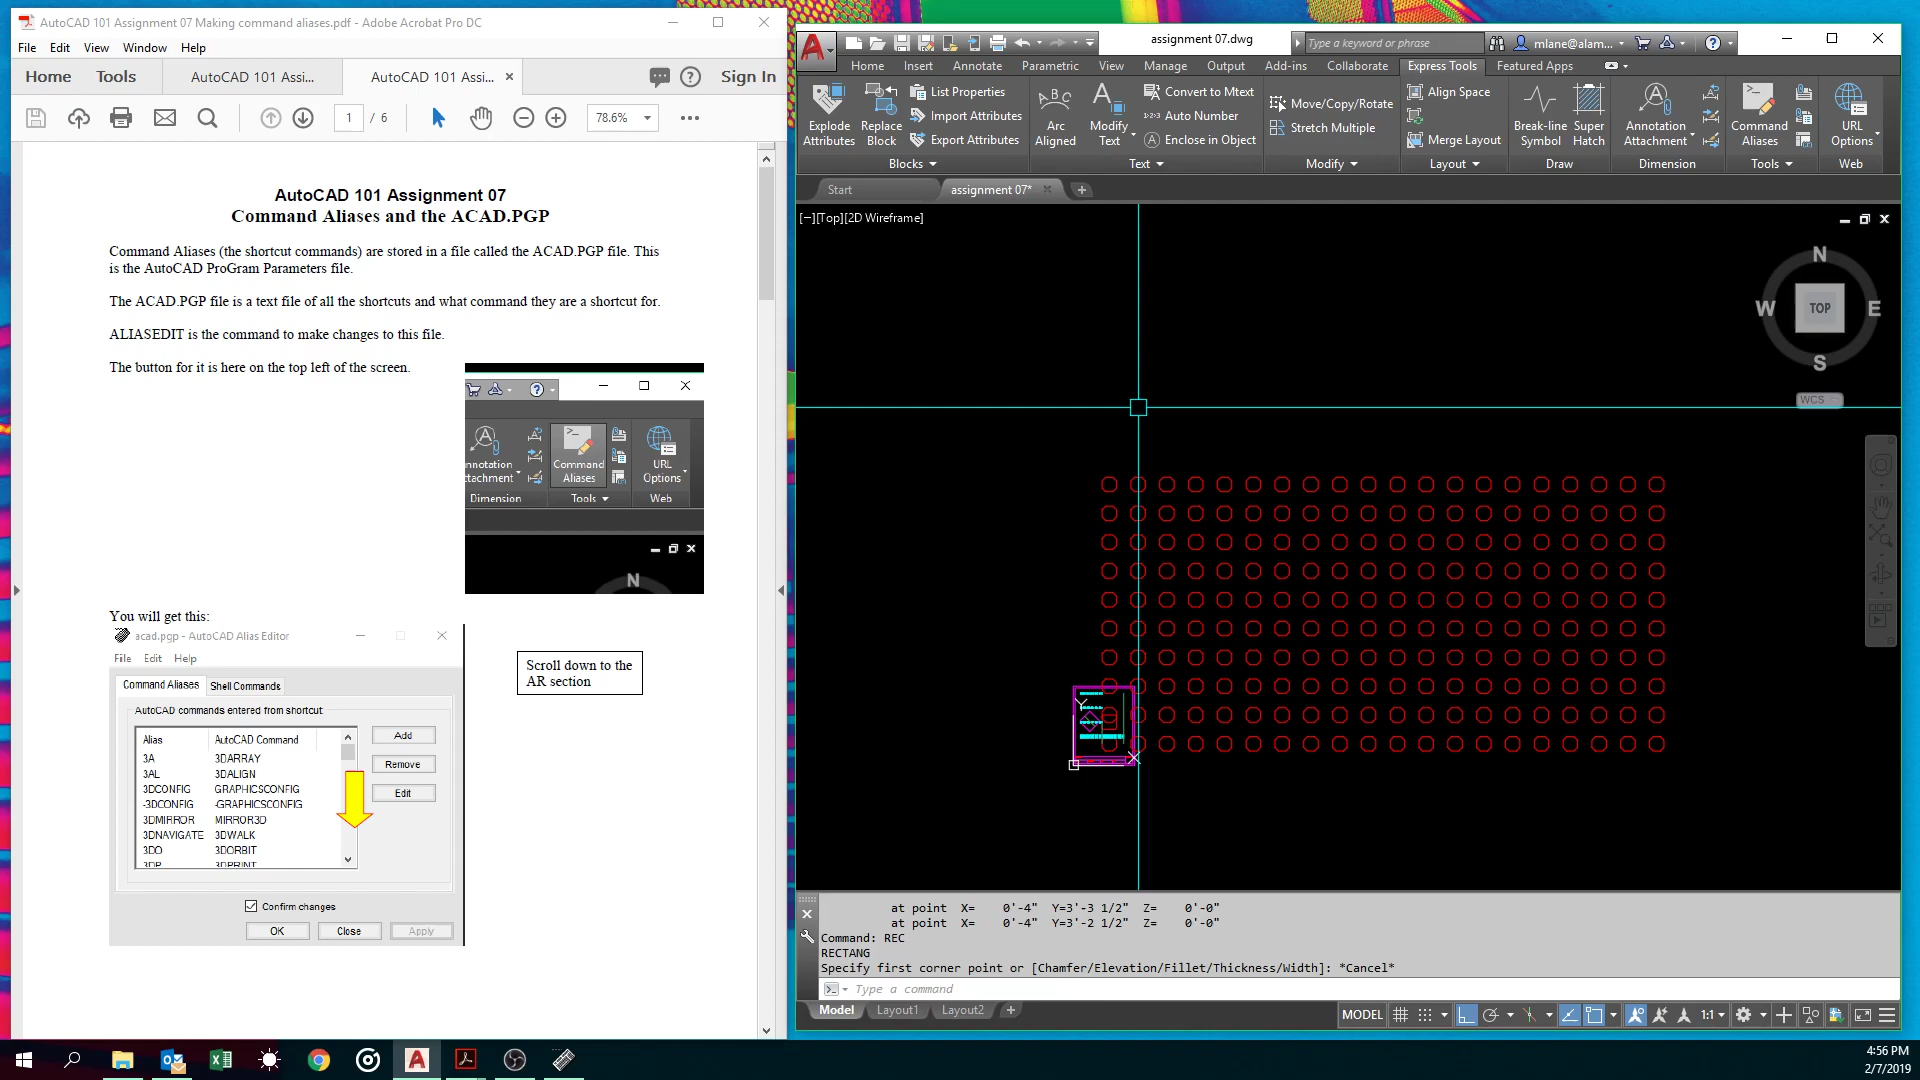 AutoCAD 101 Assignment 07 Making command aliases.pdf - Adobe Acrobat Pro DC
File Edit View Window Help
Home Tools AutoCAD 101 Assi... AutoCAD 101 Assi... Sign In
1 / 6 78.6%
AutoCAD 101 Assignment 07
Command Aliases and the ACAD.PGP
Command Aliases (the shortcut commands) are stored in a file called the ACAD.PGP file. This
is the AutoCAD ProGram Parameters file.
The ACAD.PGP file is a text file of all the shortcuts and what command they are a shortcut for.
ALIASEDIT is the command to make changes to this file.
The button for it is here on the top left of the screen.
nnotation Command URL
ttachment Aliases Options
Dimension Tools Web
N
You will get this:
acad.pgp - AutoCAD Alias Editor
File Edit Help
Command Aliases Shell Commands
AutoCAD commands entered from shortcut
Alias AutoCAD Command
3A 3DARRAY
3AL 3DALIGN
3DCONFIG GRAPHICSCONFIG
-3DCONFIG -GRAPHICSCONFIG
3DMIRROR MIRROR3D
3DNAVIGATE 3DWALK
3DO 3DORBIT
3DP 3DPRINT
Add
Remove
Edit
Confirm changes
OK Close Apply
Scroll down to the
AR section
assignment 07.dwg
Type a keyword or phrase
mlane@alam...
Home Insert Annotate Parametric View Manage Output Add-ins Collaborate Express Tools Featured Apps
Explode
Attributes
Replace
Block
List Properties
Import Attributes
Export Attributes
Blocks
ABC
Arc
Aligned
Modify
Text
Convert to Mtext
Auto Number
Enclose in Object
Text
Move/Copy/Rotate
Stretch Multiple
Modify
Align Space
Merge Layout
Layout
Break-line
Symbol
Super
Hatch
Draw
Annotation
Attachment
Dimension
Command
Aliases
Tools
URL
Options
Web
Start assignment 07*
[−][Top][2D Wireframe]
N
W TOP E
S
WCS
Y
X
at point X= 0'-4" Y=3'-3 1/2" Z= 0'-0"
at point X= 0'-4" Y=3'-2 1/2" Z= 0'-0"
Command: REC
RECTANG
Specify first corner point or [Chamfer/Elevation/Fillet/Thickness/Width]: *Cancel*
Type a command
Model Layout1 Layout2
MODEL 1:1
4:56 PM
2/7/2019